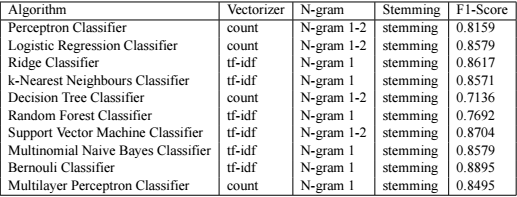 Algorithm Vectorizer N-gram Stemming F1-Score
Perceptron Classifier count N-gram 1-2 stemming 0.8159
Logistic Regression Classifier count N-gram 1-2 stemming 0.8579
Ridge Classifier tf-idf N-gram 1 stemming 0.8617
k-Nearest Neighbours Classifier tf-idf N-gram 1 stemming 0.8571
Decision Tree Classifier count N-gram 1-2 stemming 0.7136
Random Forest Classifier tf-idf N-gram 1 stemming 0.7692
Support Vector Machine Classifier tf-idf N-gram 1-2 stemming 0.8704
Multinomial Naive Bayes Classifier tf-idf N-gram 1 stemming 0.8579
Bernouli Classifier tf-idf N-gram 1 stemming 0.8895
Multilayer Perceptron Classifier count N-gram 1 stemming 0.8495